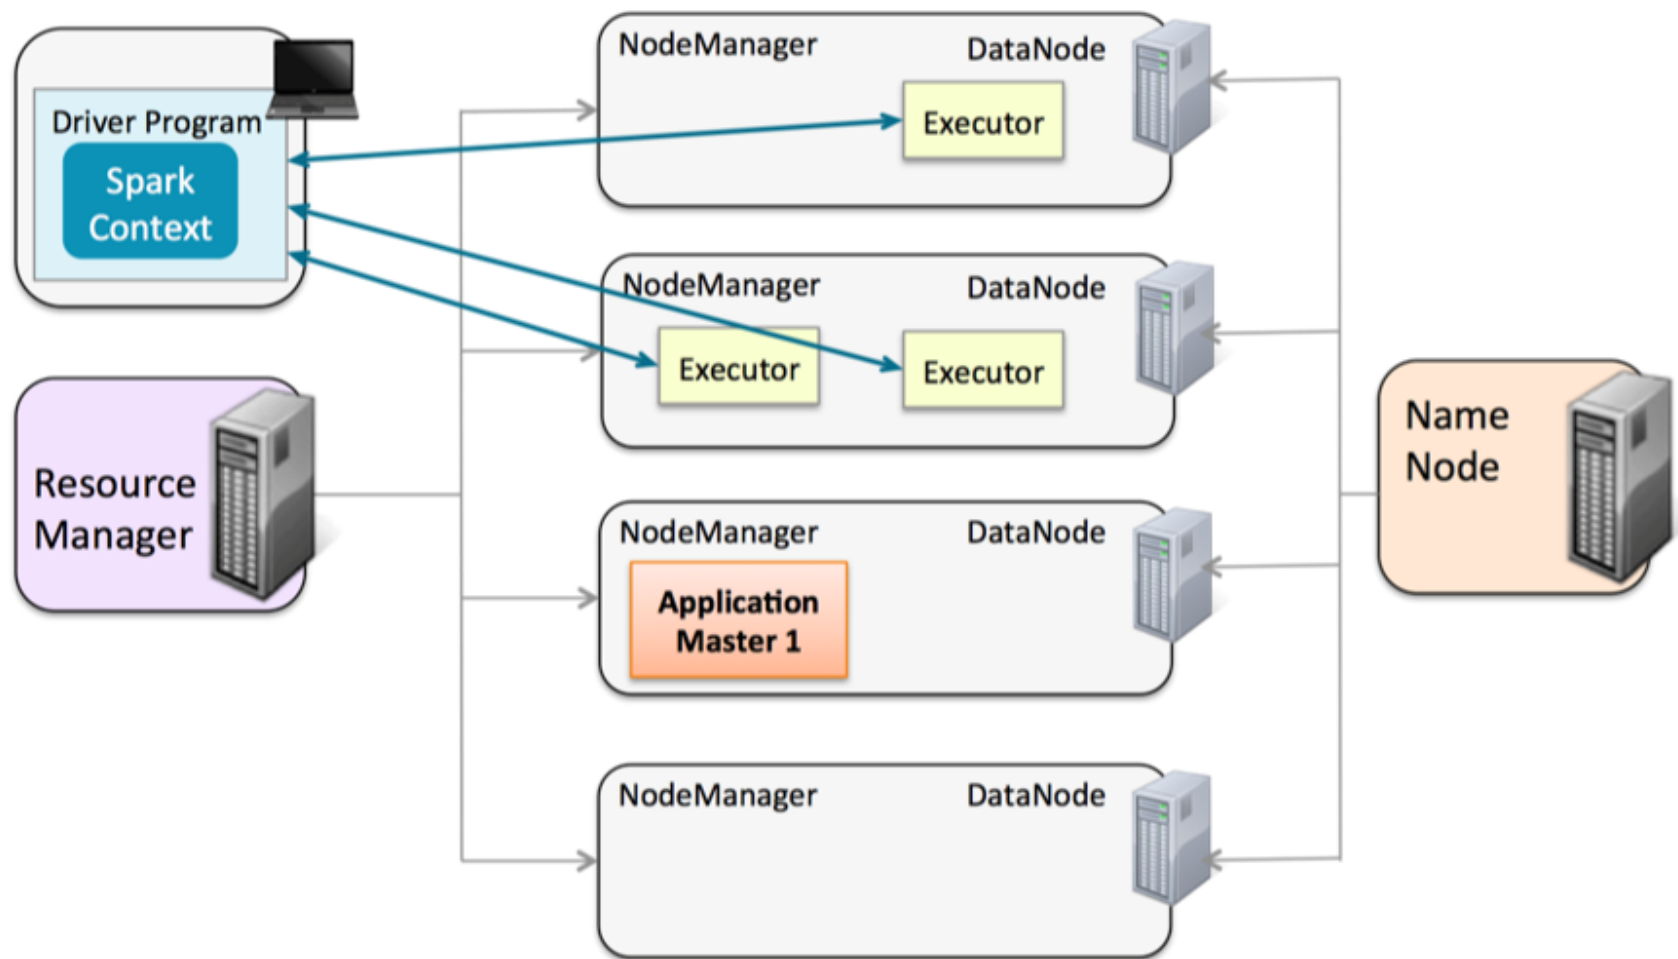 Driver Program
Spark
Context
Resource
Manager
NodeManager DataNode
Executor
NodeManager DataNode
Executor Executor
NodeManager DataNode
Application
Master 1
NodeManager DataNode
Name
Node